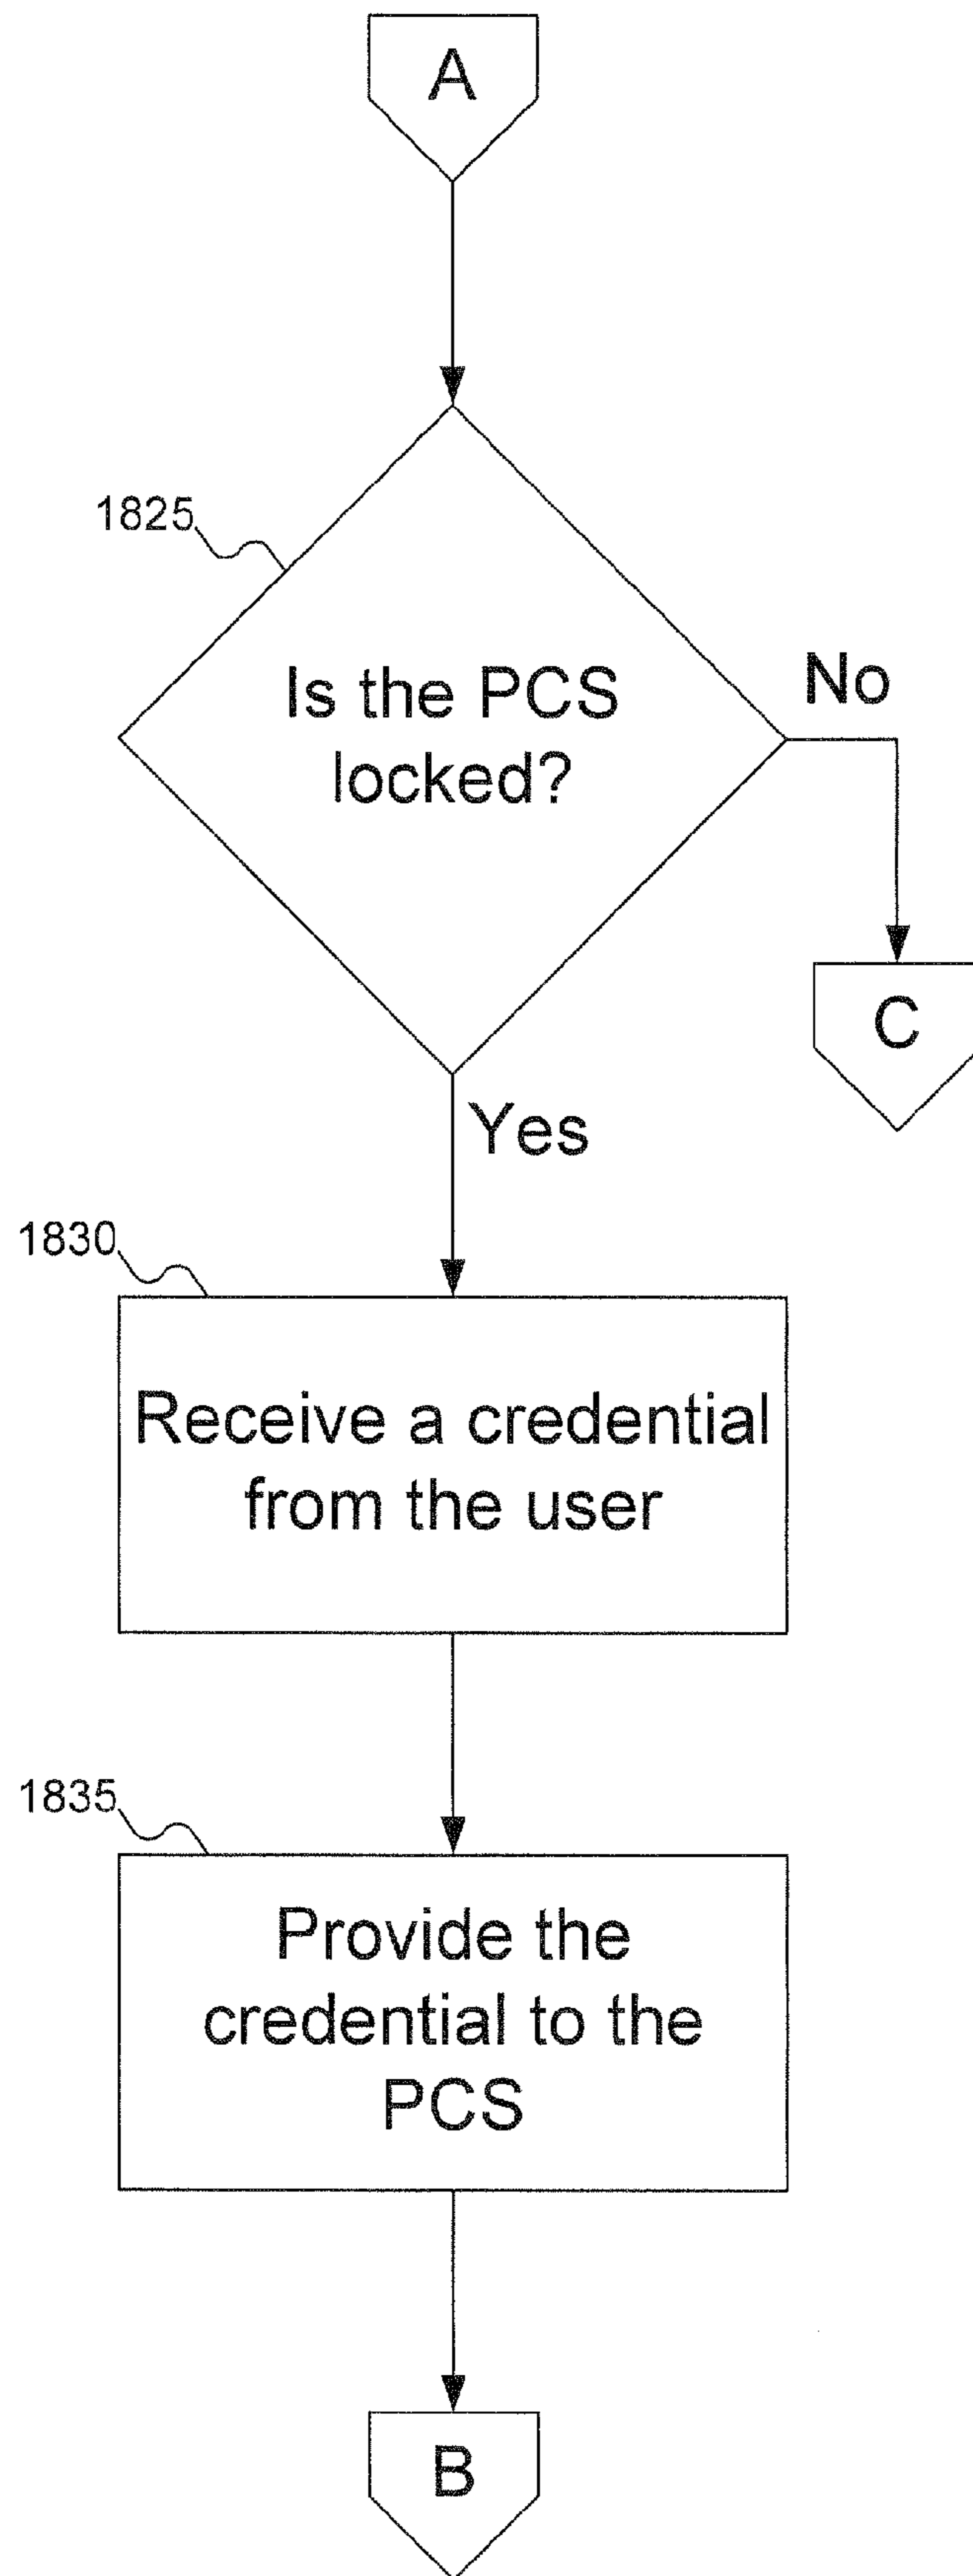 A
1825
Is the PCS
locked?
No
C
Yes
1830
Receive a credential
from the user
1835
Provide the
credential to the
PCS
B